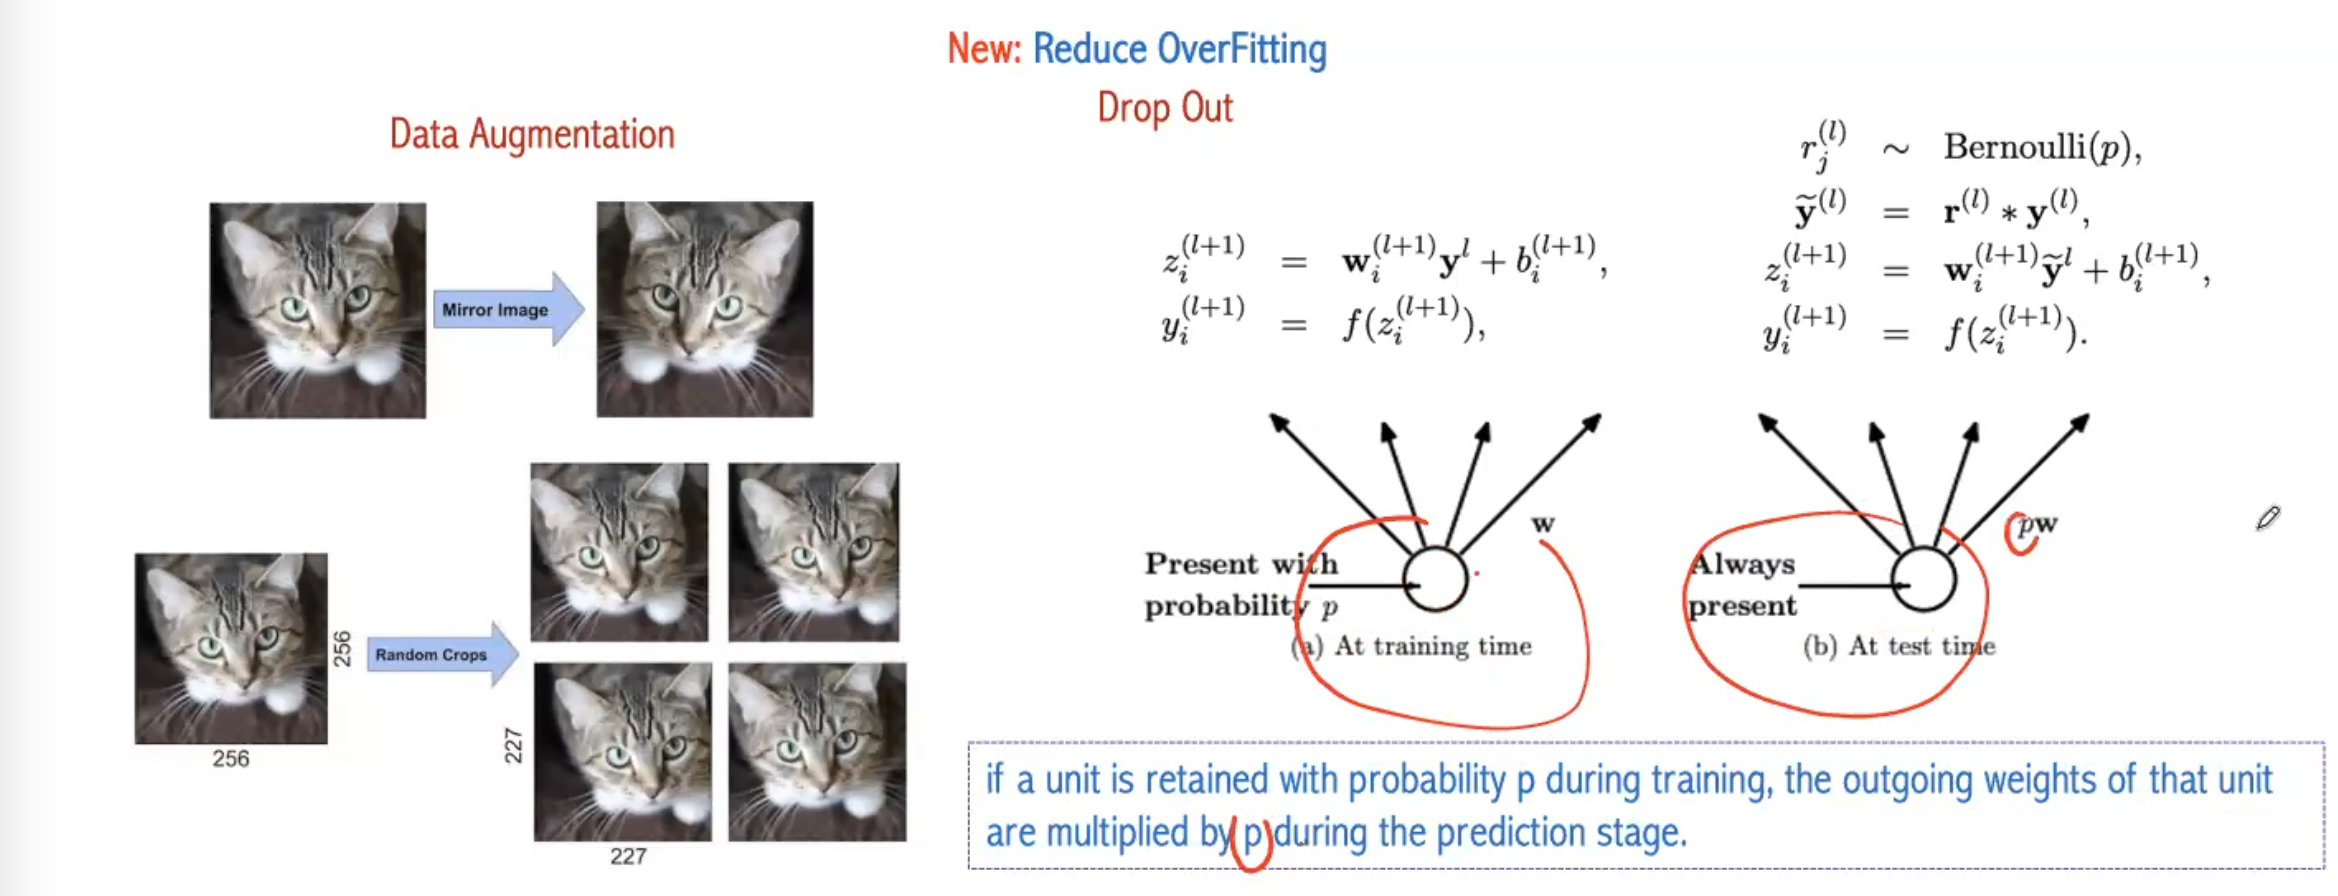 New: Reduce OverFitting
Data Augmentation
Mirror Image
256
256
Random Crops
227
227
Drop Out
z_i^{(l+1)} = \mathbf{w}_i^{(l+1)} \mathbf{y}^l + b_i^{(l+1)},
y_i^{(l+1)} = f(z_i^{(l+1)}),
r_j^{(l)} ∼ Bernoulli(p),
\widetilde{\mathbf{y}}^{(l)} = \mathbf{r}^{(l)} * \mathbf{y}^{(l)},
z_i^{(l+1)} = \mathbf{w}_i^{(l+1)} \widetilde{\mathbf{y}}^l + b_i^{(l+1)},
y_i^{(l+1)} = f(z_i^{(l+1)}).
w
Present with
probability p
(a) At training time
pw
Always
present
(b) At test time
if a unit is retained with probability p during training, the outgoing weights of that unit
are multiplied by p during the prediction stage.